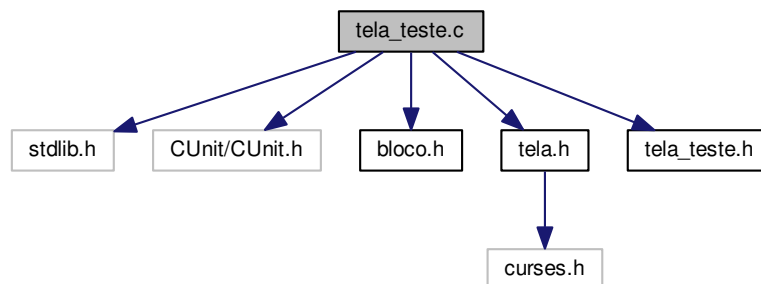 tela_teste.c
stdlib.h
CUnit/CUnit.h
bloco.h
tela.h
tela_teste.h
curses.h